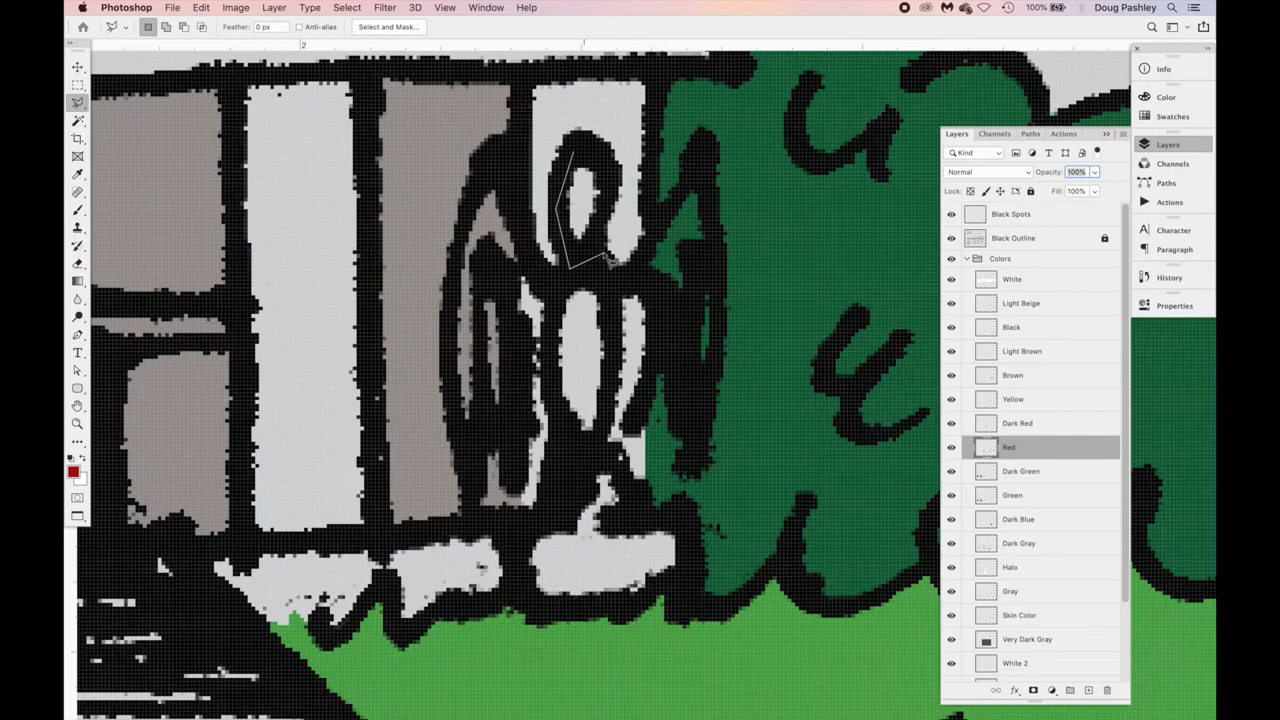 Photoshop File Edit Image Layer Type Select Filter 3D View Window Help 100% Doug Pashley
Feather: 0 px Anti-alias Select and Mask...
2
Layers Channels Paths Actions
Kind
Normal Opacity: 100%
Lock: Fill: 100%
Black Spots
Black Outline
Colors
White
Light Beige
Black
Light Brown
Brown
Yellow
Dark Red
Red
Dark Green
Green
Dark Blue
Dark Gray
Halo
Gray
Skin Color
Very Dark Gray
White 2
fx
Info
Color
Swatches
Layers
Channels
Paths
Actions
Character
Paragraph
History
Properties